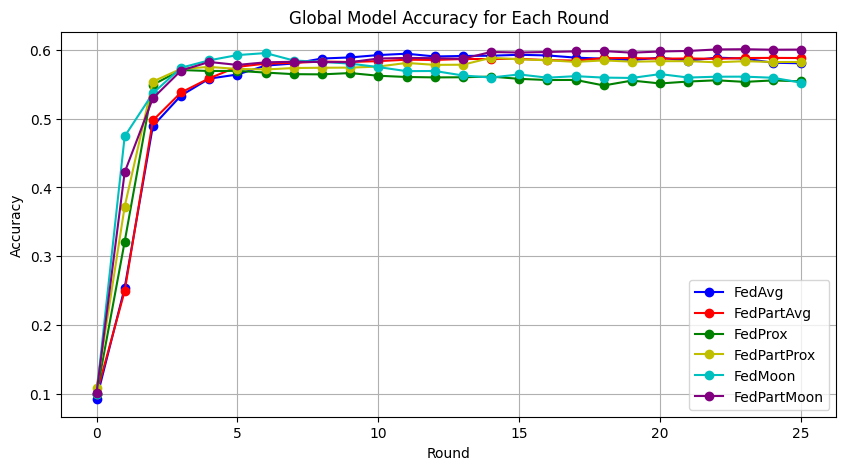 Global Model Accuracy for Each Round
Accuracy
0.6
0.5
0.4
0.3
0.2
0.1
0
5
10
15
20
25
Round
FedAvg
FedPartAvg
FedProx
FedPartProx
FedMoon
FedPartMoon